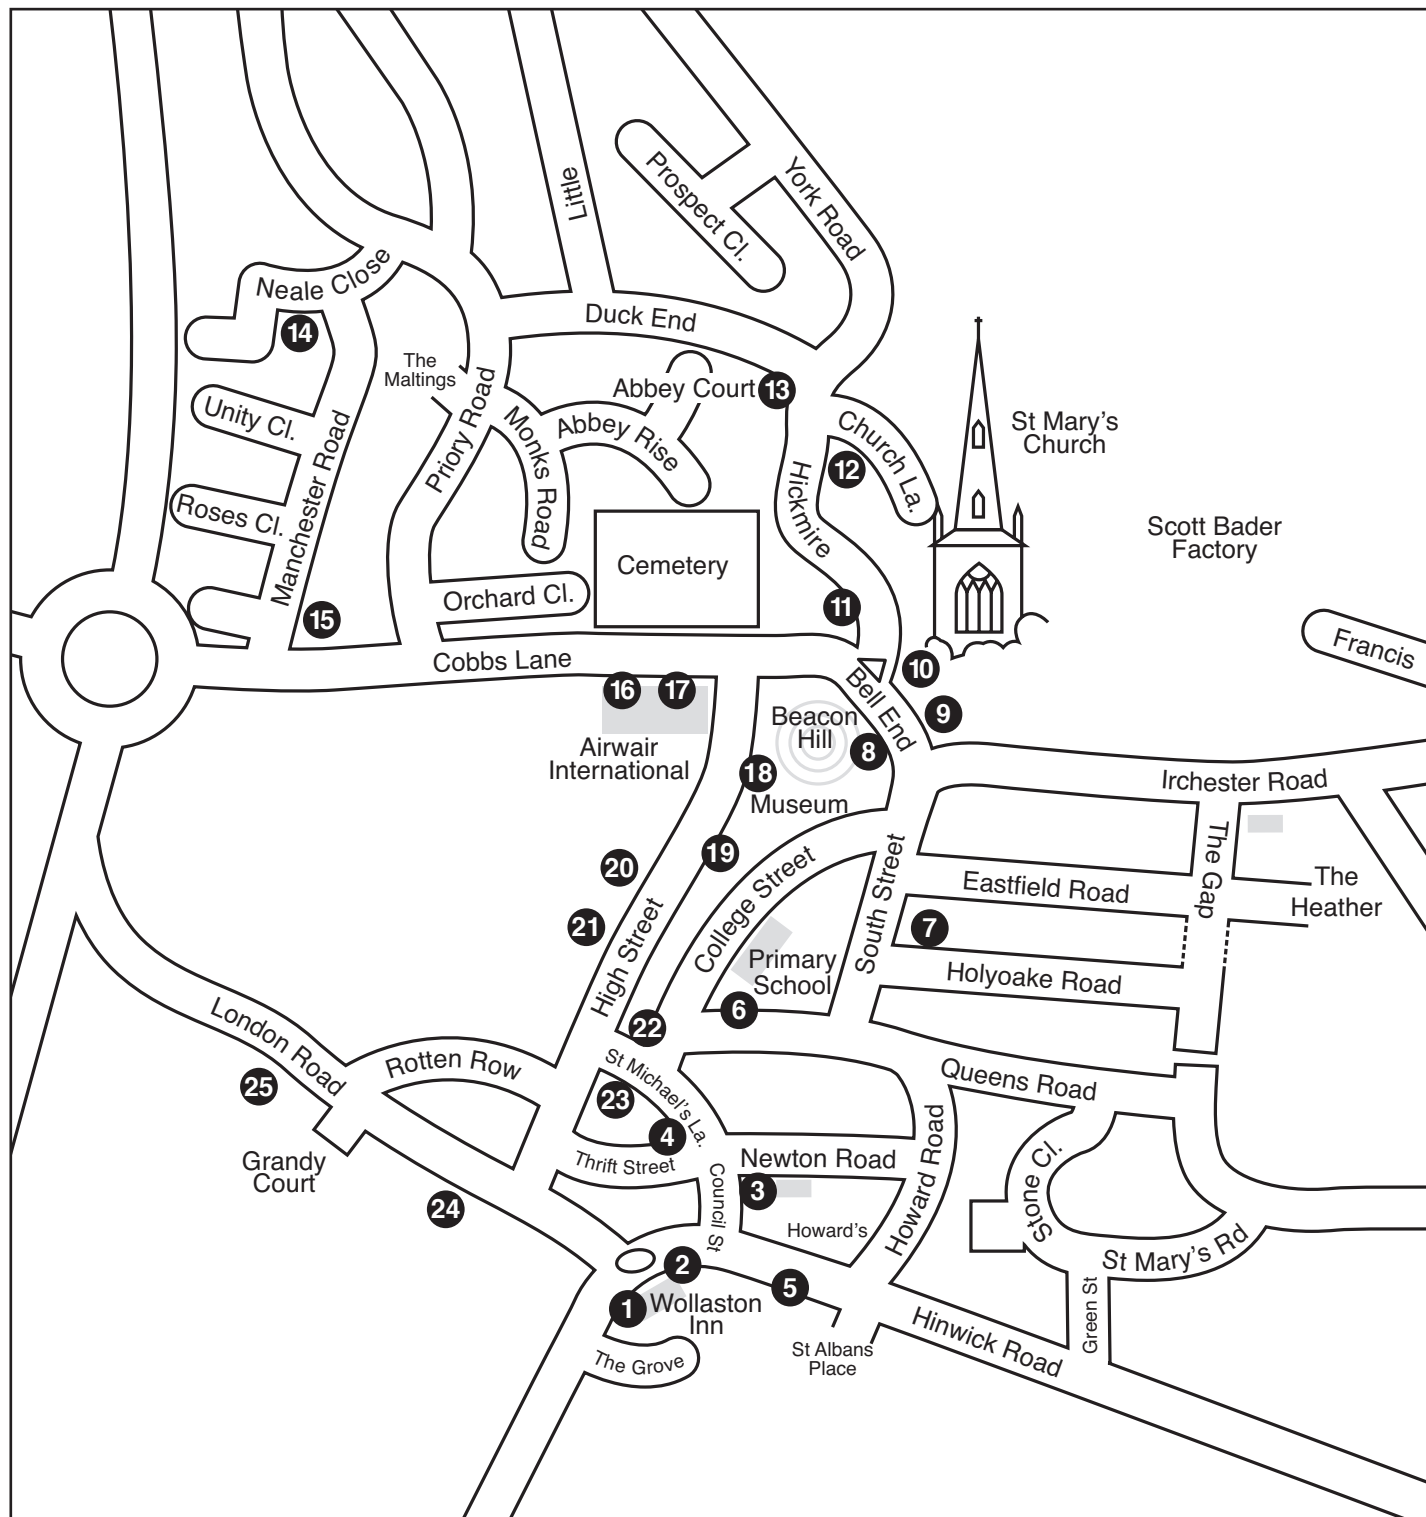 Little
Prospect Cl.
York Road
Neale Close
14
Duck End
The
Maltings
Abbey Court
13
Unity Cl.
Priory Road
Monks Road
Abbey Rise
Church La.
12
St Mary's
Church
Manchester Road
Roses Cl.
Hickmire
Scott Bader
Factory
Cemetery
Orchard Cl.
15
11
Francis
Cobbs Lane
10
16
17
Bell End
9
Beacon
Hill
8
Airwair
International
18
Museum
Irchester Road
19
20
College Street
South Street
The Gap
The
Heather
Eastfield Road
21
High Street
7
Primary
School
Holyoake Road
6
22
London Road
Rotten Row
St Michael's La.
Queens Road
25
23
4
Newton Road
Howard Road
Grandy
Court
Thrift Street
Council St
3
Stone Cl.
24
Howard's
St Mary's Rd
2
5
1
Wollaston
Inn
Green St
Hinwick Road
The Grove
St Albans
Place